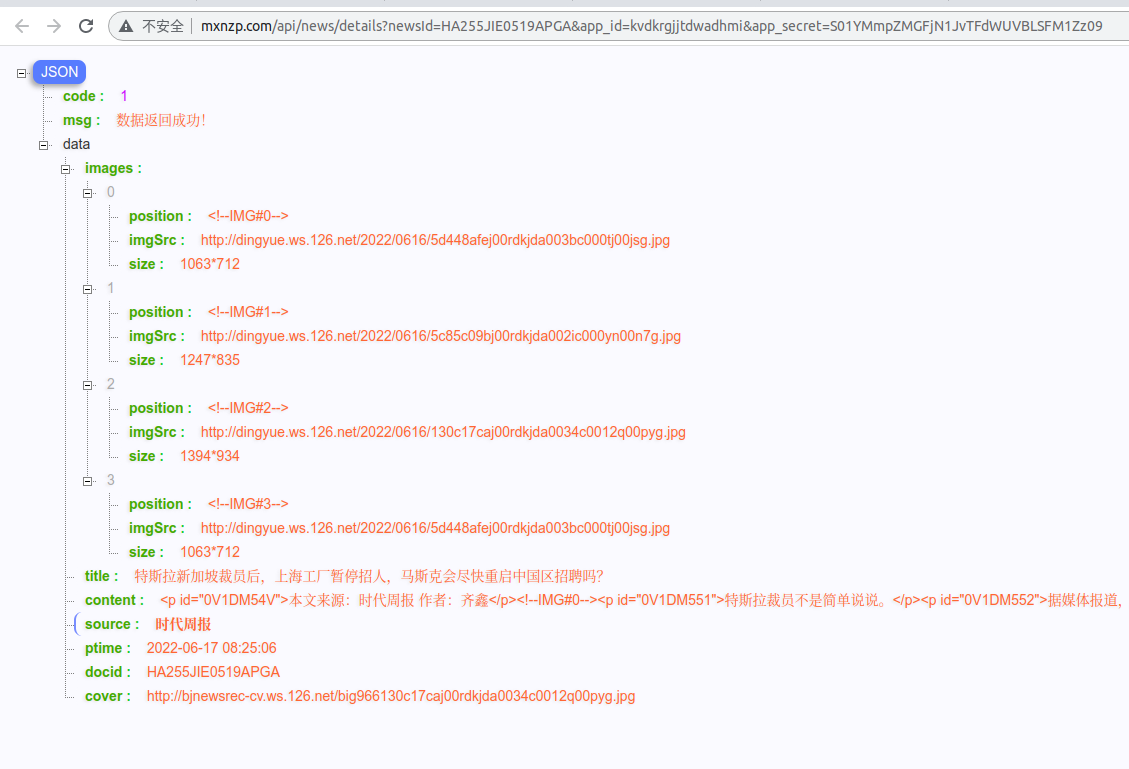 不安全 mxnzp.com/api/news/details?newsId=HA255JIE0519APGA&app_id=kvdkrgjjtdwadhmi&app_secret=S01YMmpZMGFjN1JvTFdWUVBLSFM1Zz09
JSON
code : 1
msg : 数据返回成功！
data
images :
0
position : <!--IMG#0-->
imgSrc : http://dingyue.ws.126.net/2022/0616/5d448afej00rdkjda003bc000tj00jsg.jpg
size : 1063*712
1
position : <!--IMG#1-->
imgSrc : http://dingyue.ws.126.net/2022/0616/5c85c09bj00rdkjda002ic000yn00n7g.jpg
size : 1247*835
2
position : <!--IMG#2-->
imgSrc : http://dingyue.ws.126.net/2022/0616/130c17caj00rdkjda0034c0012q00pyg.jpg
size : 1394*934
3
position : <!--IMG#3-->
imgSrc : http://dingyue.ws.126.net/2022/0616/5d448afej00rdkjda003bc000tj00jsg.jpg
size : 1063*712
title : 特斯拉新加坡裁员后，上海工厂暂停招人，马斯克会尽快重启中国区招聘吗？
content : <p id="0V1DM54V">本文来源：时代周报 作者：齐鑫</p><!--IMG#0--><p id="0V1DM551">特斯拉裁员不是简单说说。</p><p id="0V1DM552">据媒体报道，
source : 时代周报
ptime : 2022-06-17 08:25:06
docid : HA255JIE0519APGA
cover : http://bjnewsrec-cv.ws.126.net/big966130c17caj00rdkjda0034c0012q00pyg.jpg